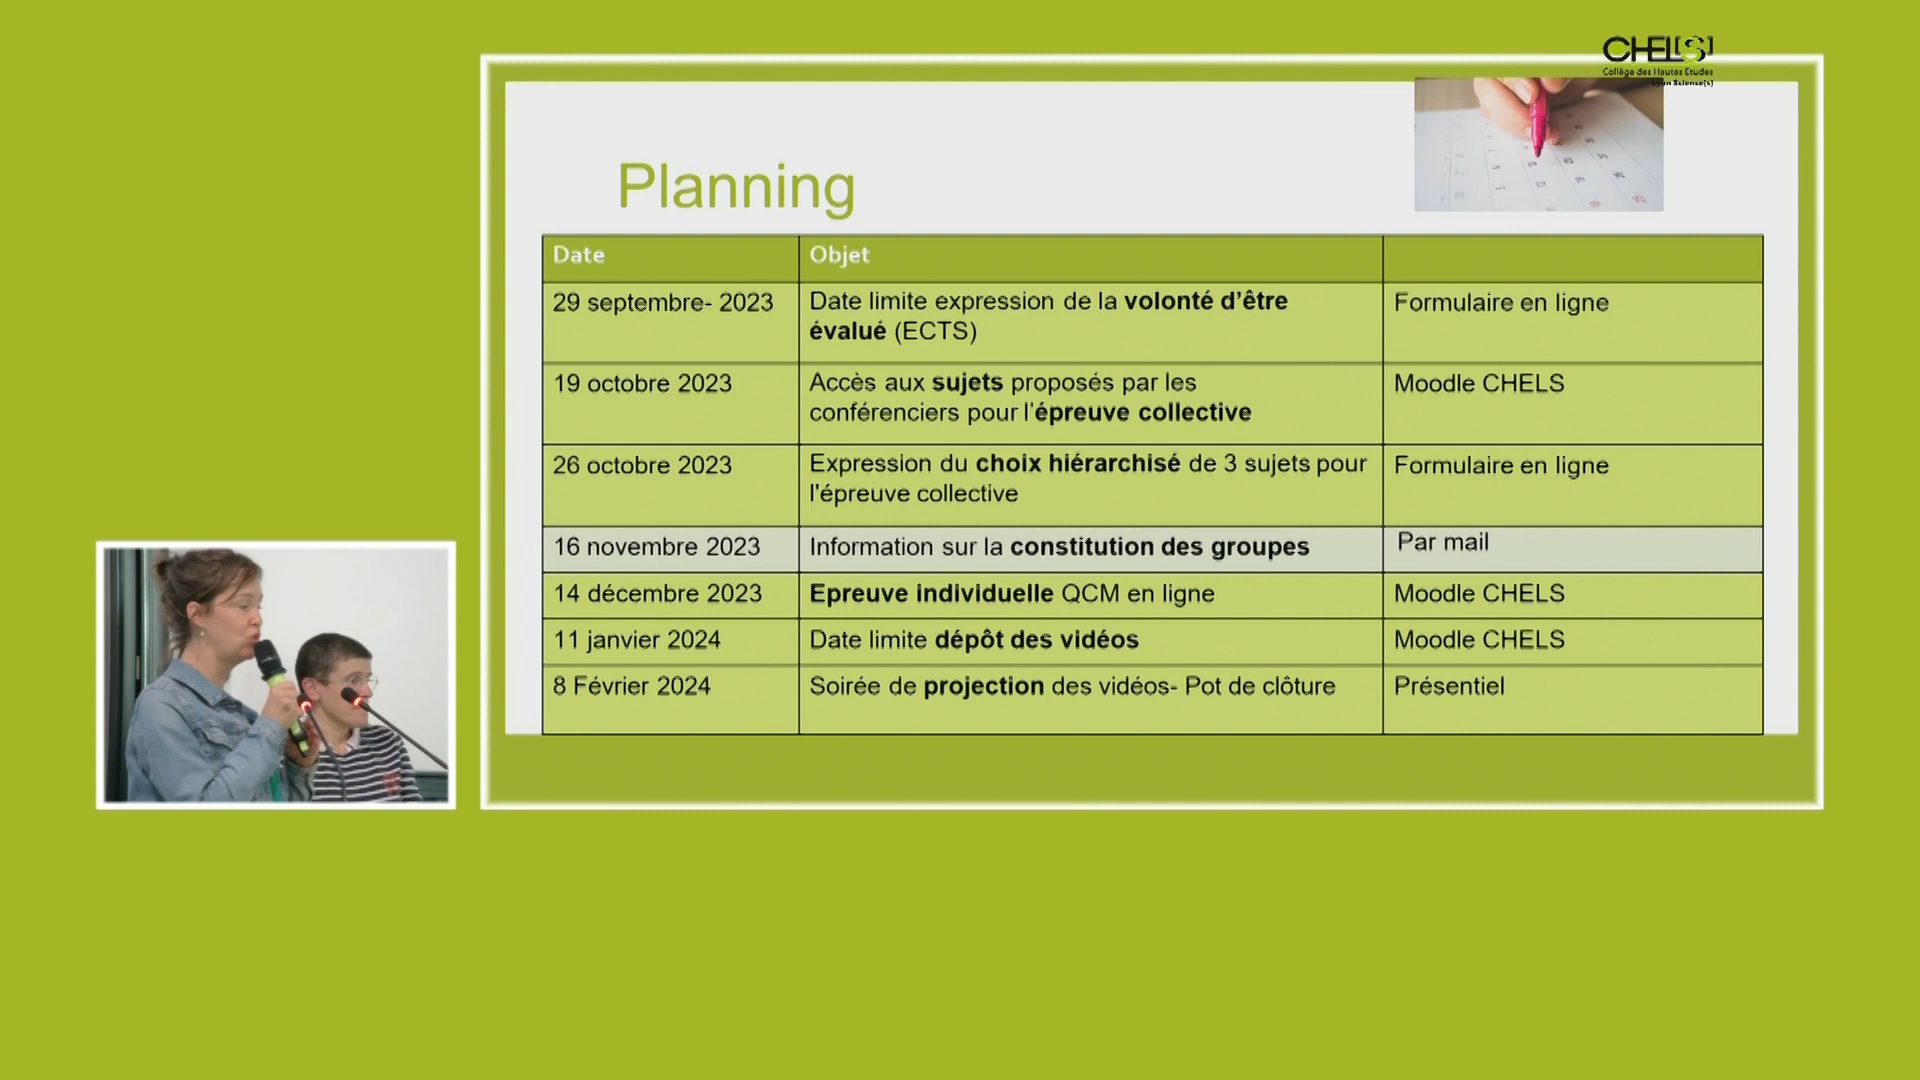 CHEL[S]
Collège des Hautes Études
Lyon Science[s]
Planning
Date
Objet
29 septembre- 2023
Date limite expression de la volonté d'être
évalué (ECTS)
Formulaire en ligne
19 octobre 2023
Accès aux sujets proposés par les
conférenciers pour l'épreuve collective
Moodle CHELS
26 octobre 2023
Expression du choix hiérarchisé de 3 sujets pour
l'épreuve collective
Formulaire en ligne
16 novembre 2023
Information sur la constitution des groupes
Par mail
14 décembre 2023
Epreuve individuelle QCM en ligne
Moodle CHELS
11 janvier 2024
Date limite dépôt des vidéos
Moodle CHELS
8 Février 2024
Soirée de projection des vidéos- Pot de clôture
Présentiel